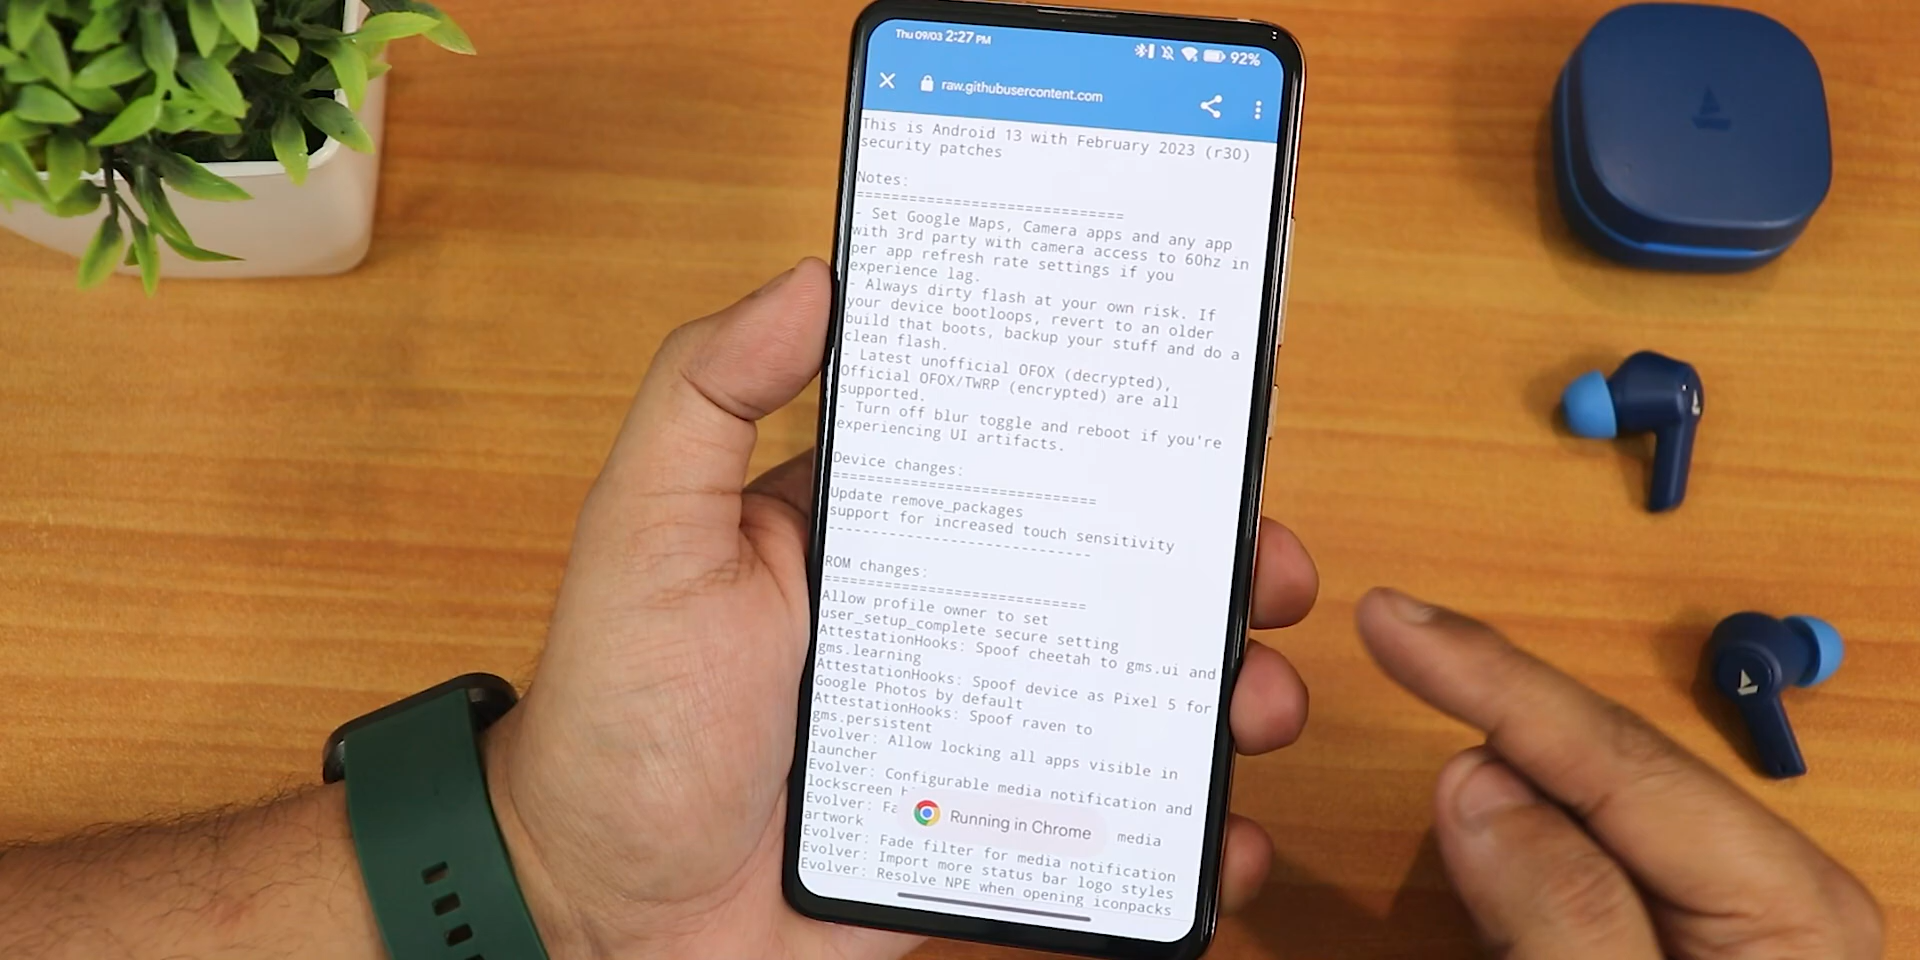 Thu 09/03 2:27 PM
92%
raw.githubusercontent.com
This is Android 13 with February 2023 (r30)
security patches
Notes:
==============================
- Set Google Maps, Camera apps and any app
with 3rd party with camera access to 60hz in
per app refresh rate settings if you
experience lag.
- Always dirty flash at your own risk. If
your device bootloops, revert to an older
build that boots, backup your stuff and do a
clean flash.
- Latest unofficial OFOX (decrypted),
Official OFOX/TWRP (encrypted) are all
supported.
- Turn off blur toggle and reboot if you're
experiencing UI artifacts.
Device changes:
==============================
Update remove_packages
support for increased touch sensitivity
------------------------------
ROM changes:
==============================
Allow profile owner to set
user_setup_complete secure setting
AttestationHooks: Spoof cheetah to gms.ui and
gms.learning
AttestationHooks: Spoof device as Pixel 5 for
Google Photos by default
AttestationHooks: Spoof raven to
gms.persistent
Evolver: Allow locking all apps visible in
launcher
Evolver: Configurable media notification and
lockscreen
Evolver: media
artwork
Running in Chrome
Evolver: Fade filter for media notification
Evolver: Import more status bar logo styles
Evolver: Resolve NPE when opening iconpacks